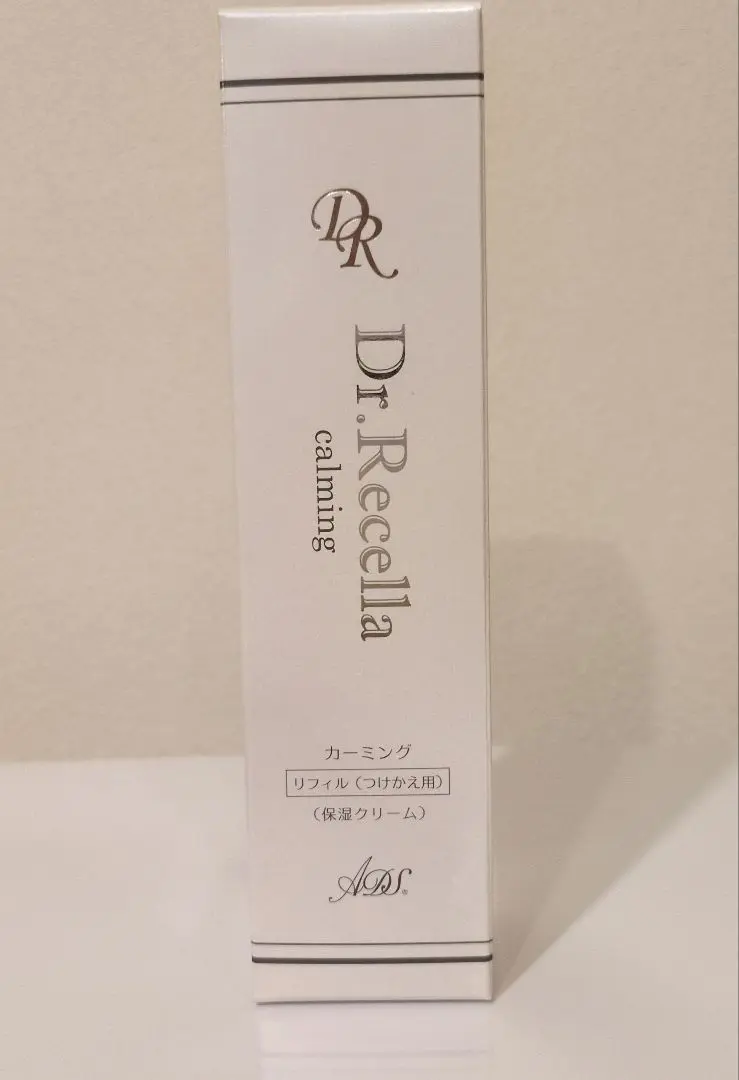 DR
Dr.Recella
calming
カーミング
リフィル（つけかえ用）
（保湿クリーム）
ADS®